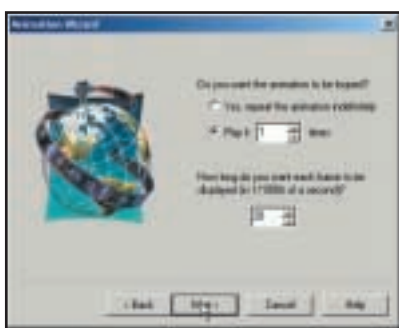 Animation Wizard
Do you want the animation to be looped?
Yes, repeat the animation indefinitely
Play it 1 times
How long do you want each frame to be
displayed (in 1/100th of a second)?
< Back Next > Cancel Help